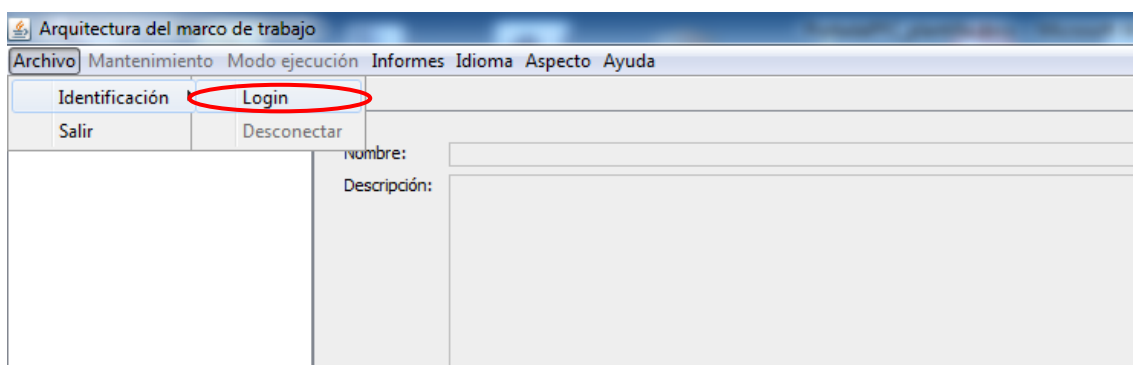 Arquitectura del marco de trabajo
Archivo Mantenimiento Modo ejecución Informes Idioma Aspecto Ayuda
Identificación Login
Salir Desconectar
Nombre:
Descripción: